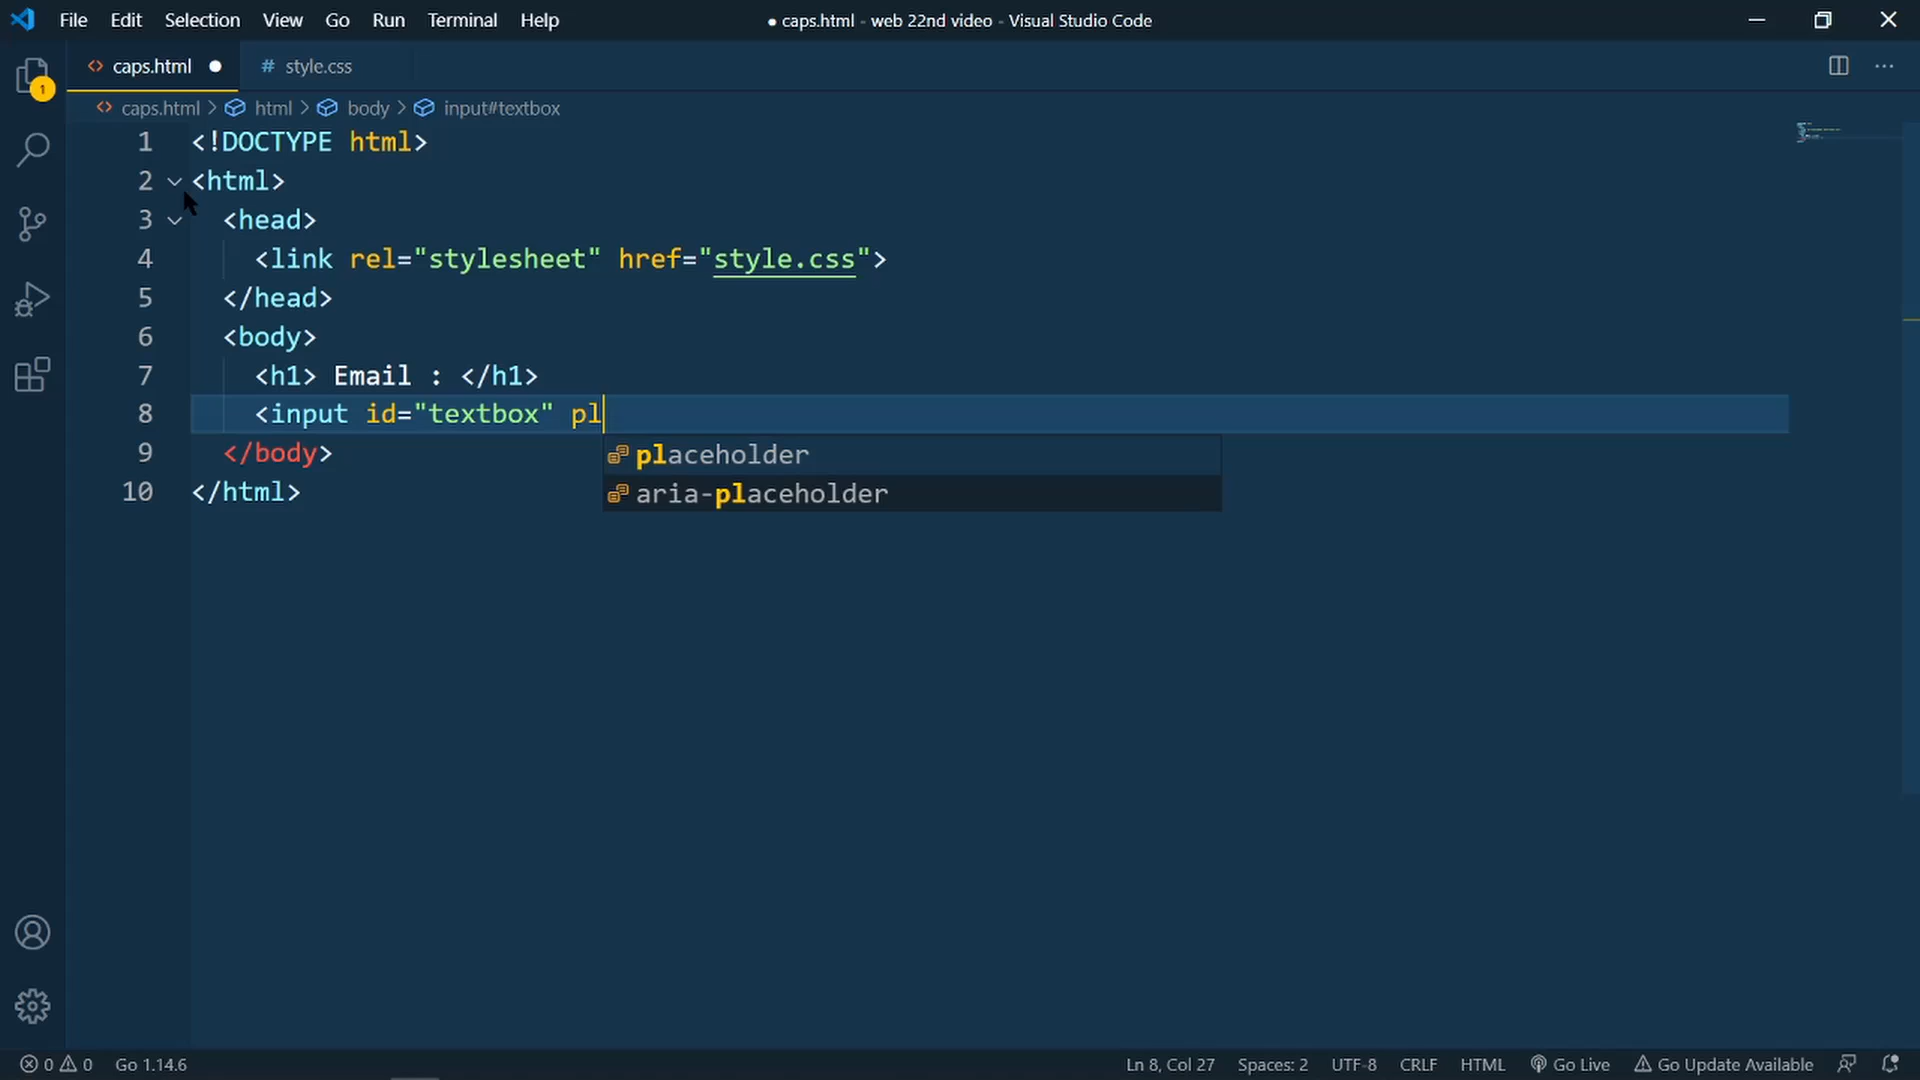 File Edit Selection View Go Run Terminal Help ● caps.html - web 22nd video - Visual Studio Code
<> caps.html ● # style.css ···
1
<> caps.html > html > body > input#textbox
1 <!DOCTYPE html>
2 <html>
3 <head>
4 <link rel="stylesheet" href="style.css">
5 </head>
6 <body>
7 <h1> Email : </h1>
8 <input id="textbox" pl
placeholder
aria-placeholder
9 </body>
10 </html>
0 0 Go 1.14.6 Ln 8, Col 27 Spaces: 2 UTF-8 CRLF HTML Go Live Go Update Available